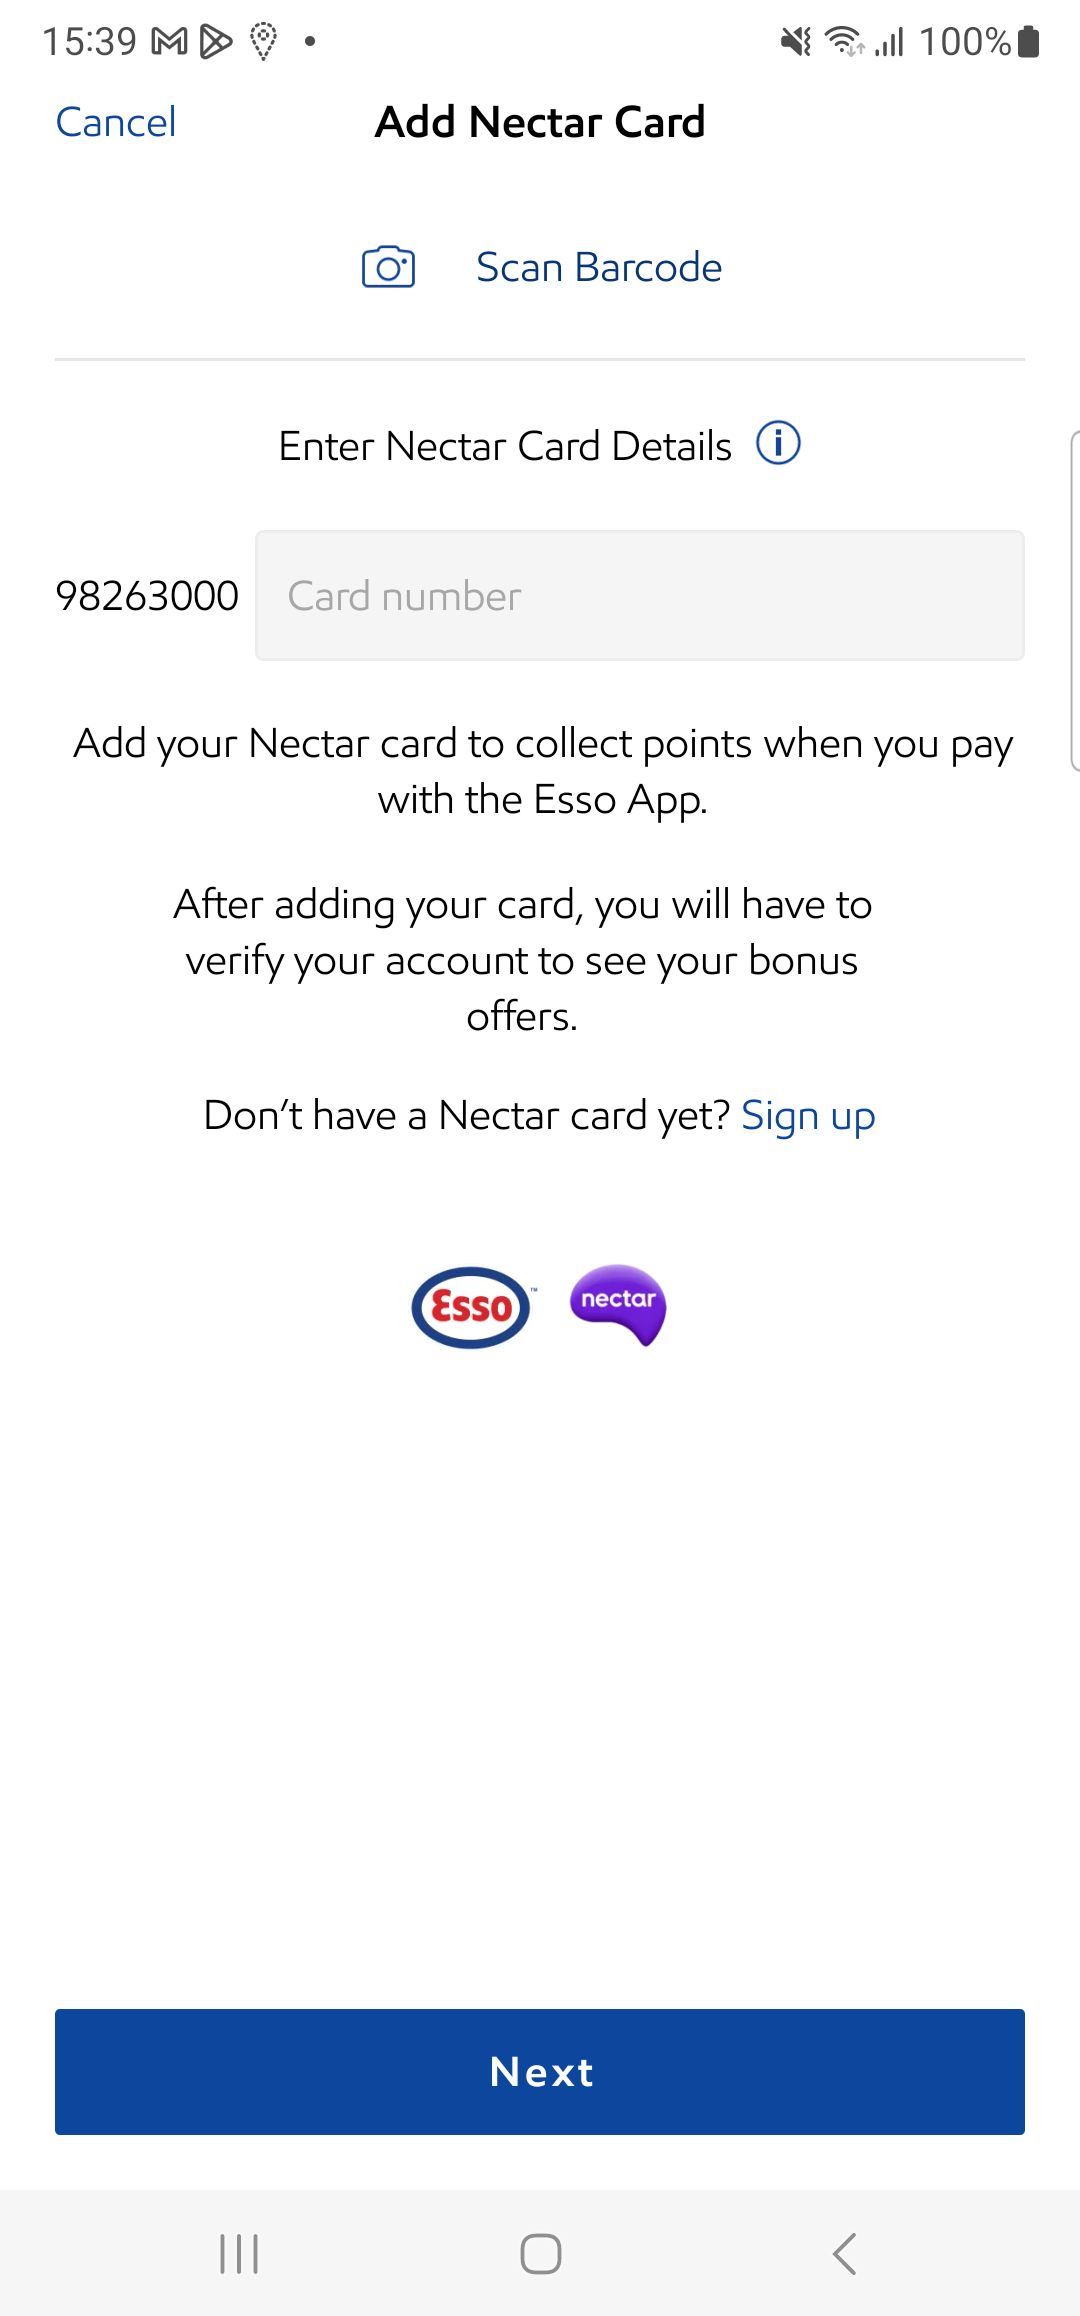 15:39
100%
Cancel
Add Nectar Card
Scan Barcode
Enter Nectar Card Details
98263000
Card number
Add your Nectar card to collect points when you pay
with the Esso App.
After adding your card, you will have to
verify your account to see your bonus
offers.
Don’t have a Nectar card yet? Sign up
Esso™
nectar
Next